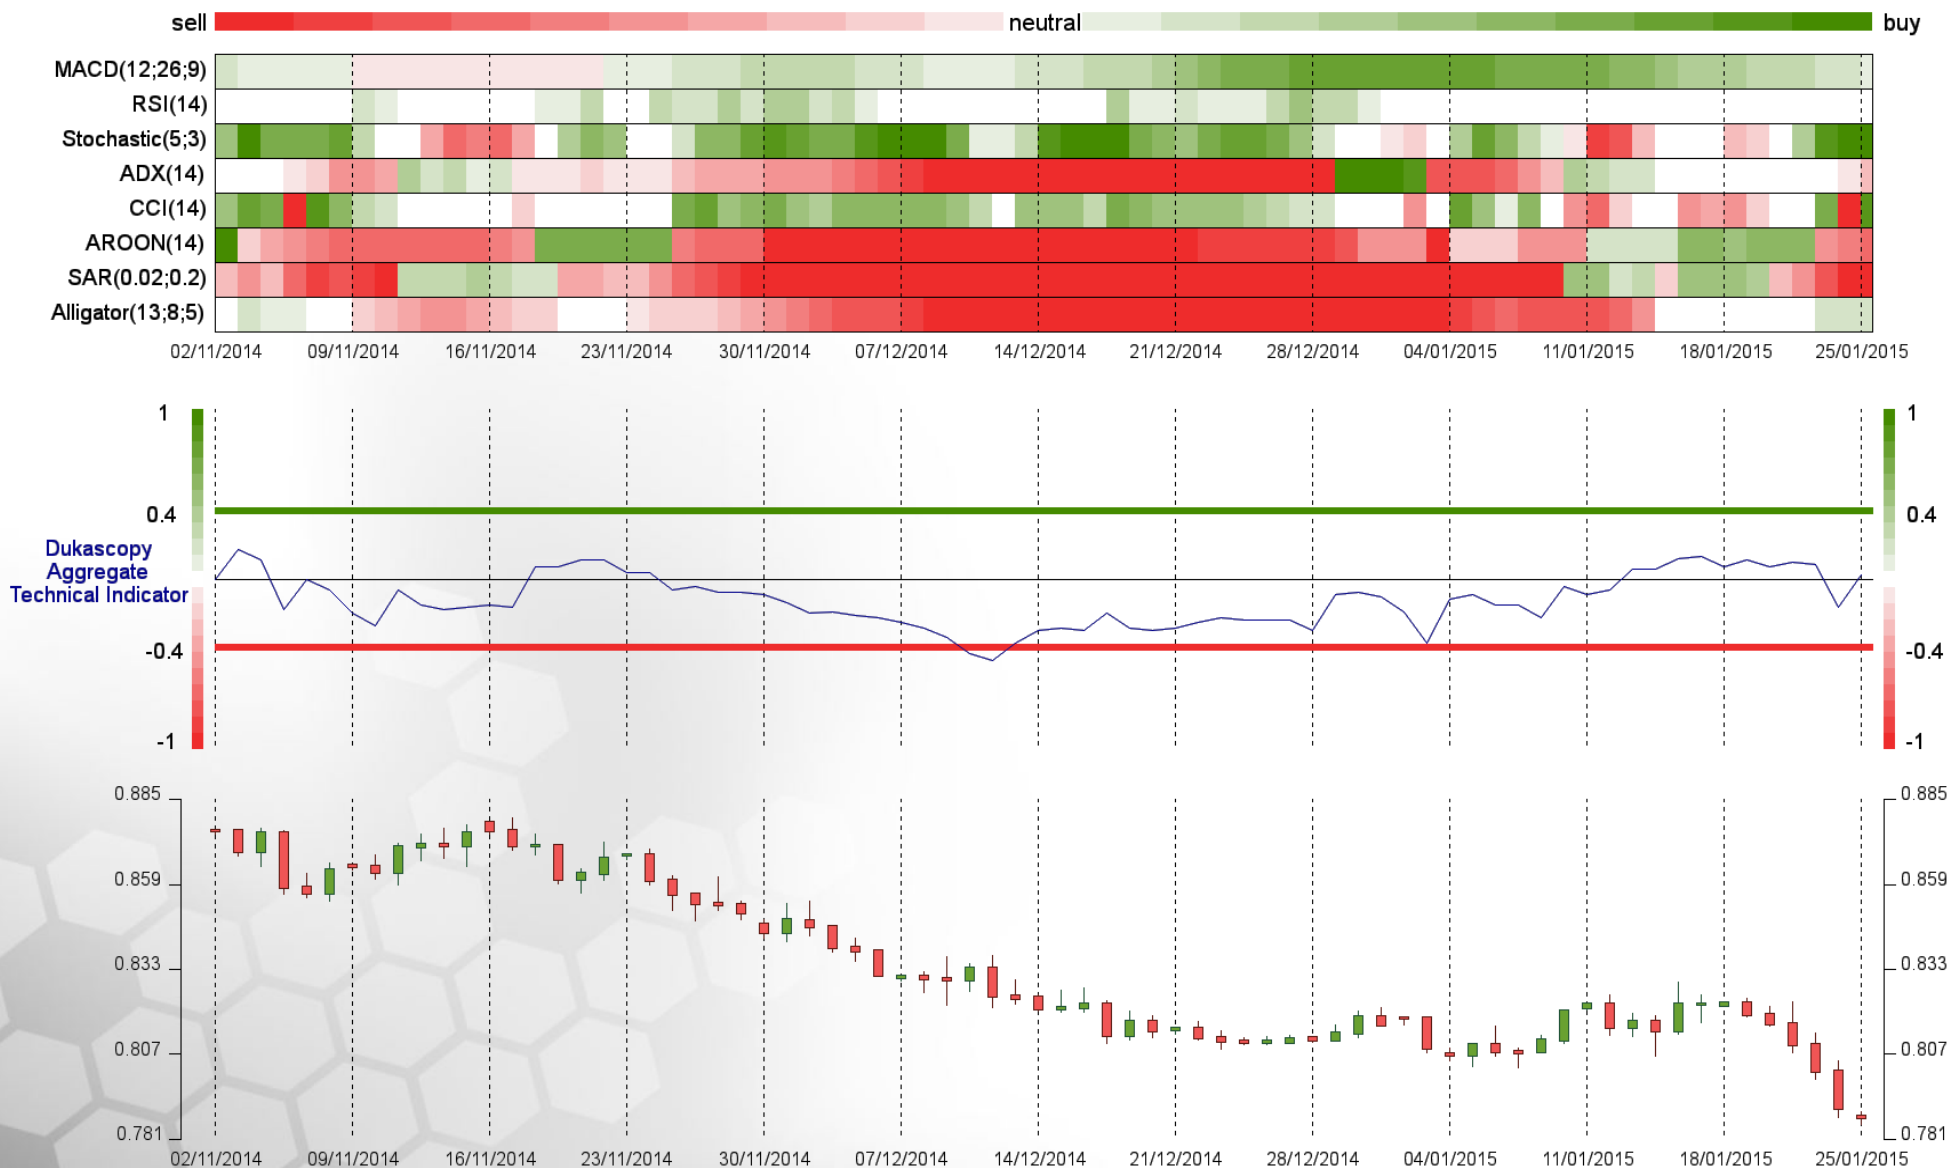 sell neutral buy
MACD(12;26;9)
RSI(14)
Stochastic(5;3)
ADX(14)
CCI(14)
AROON(14)
SAR(0.02;0.2)
Alligator(13;8;5)
02/11/2014 09/11/2014 16/11/2014 23/11/2014 30/11/2014 07/12/2014 14/12/2014 21/12/2014 28/12/2014 04/01/2015 11/01/2015 18/01/2015 25/01/2015
1 1
0.4 0.4
Dukascopy
Aggregate
Technical Indicator
-0.4 -0.4
-1 -1
0.885 0.885
0.859 0.859
0.833 0.833
0.807 0.807
0.781 0.781
02/11/2014 09/11/2014 16/11/2014 23/11/2014 30/11/2014 07/12/2014 14/12/2014 21/12/2014 28/12/2014 04/01/2015 11/01/2015 18/01/2015 25/01/2015